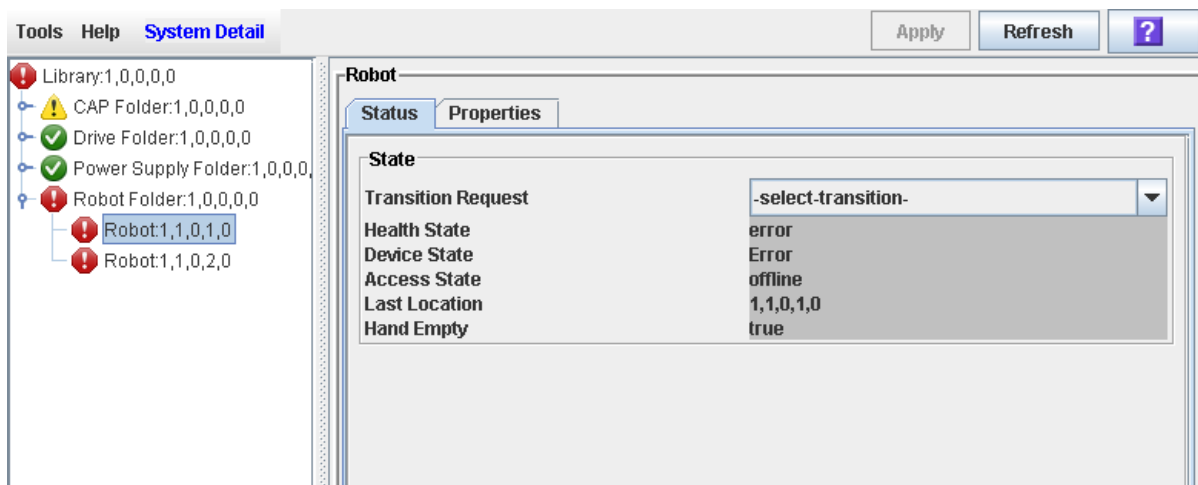 Tools Help System Detail
Apply Refresh ?
Library:1,0,0,0,0
CAP Folder:1,0,0,0,0
Drive Folder:1,0,0,0,0
Power Supply Folder:1,0,0,0,
Robot Folder:1,0,0,0,0
Robot:1,1,0,1,0
Robot:1,1,0,2,0
Robot
Status Properties
State
Transition Request -select-transition-
Health State error
Device State Error
Access State offline
Last Location 1,1,0,1,0
Hand Empty true